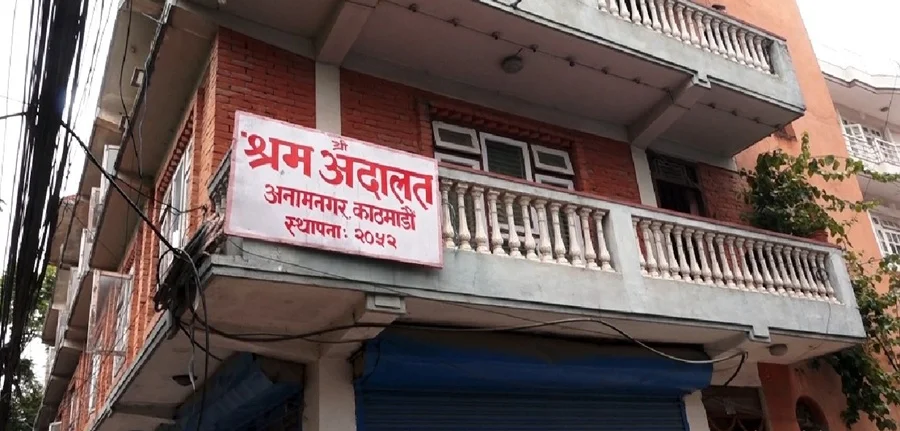 श्री
श्रम अदालत
अनामनगर, काठमाडौं
स्थापनाः २०५२